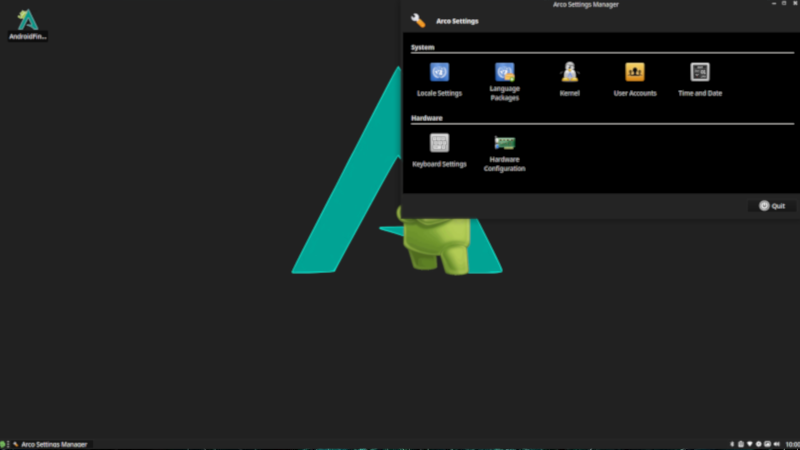 Arco Settings Manager
AndroidFin...
Arco Settings
System
Locale Settings
Language
Packages
Kernel
User Accounts
Time and Date
Hardware
Keyboard Settings
Hardware
Configuration
Quit
Arco Settings Manager
10:00